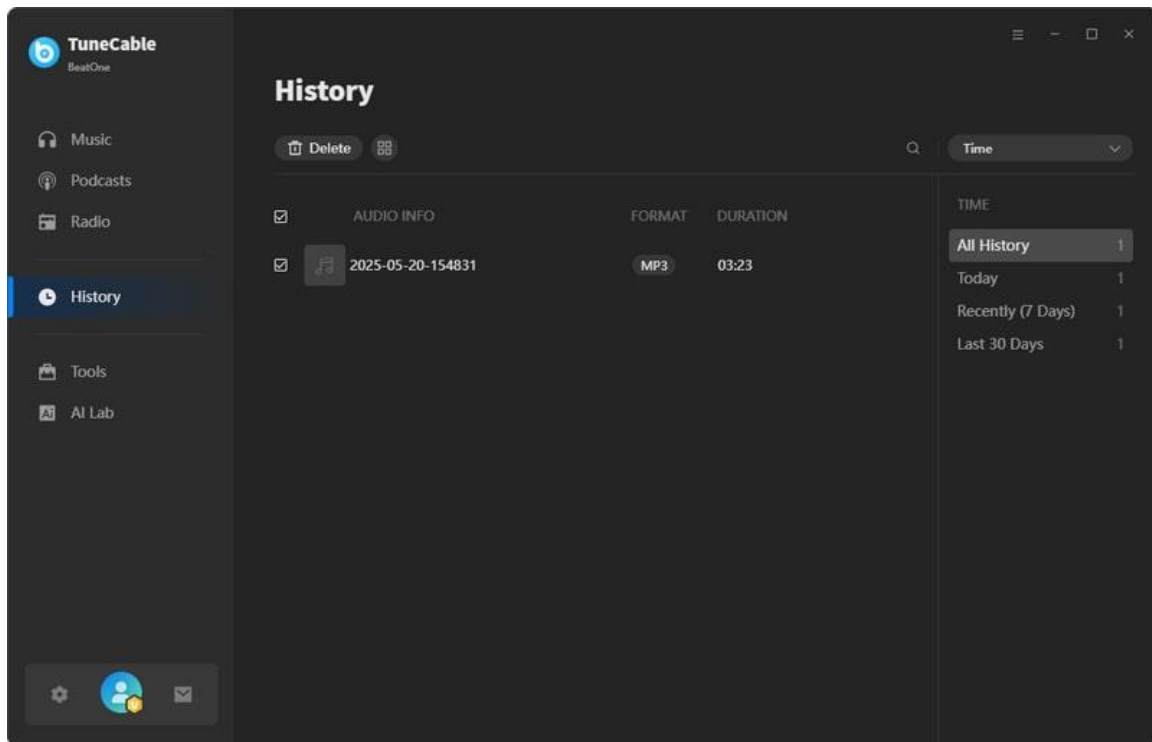 TuneCable
BeatOne
Music
Podcasts
Radio
History
Tools
AI Lab
History
Delete
Time
AUDIO INFO FORMAT DURATION
2025-05-20-154831 MP3 03:23
TIME
All History 1
Today 1
Recently (7 Days) 1
Last 30 Days 1